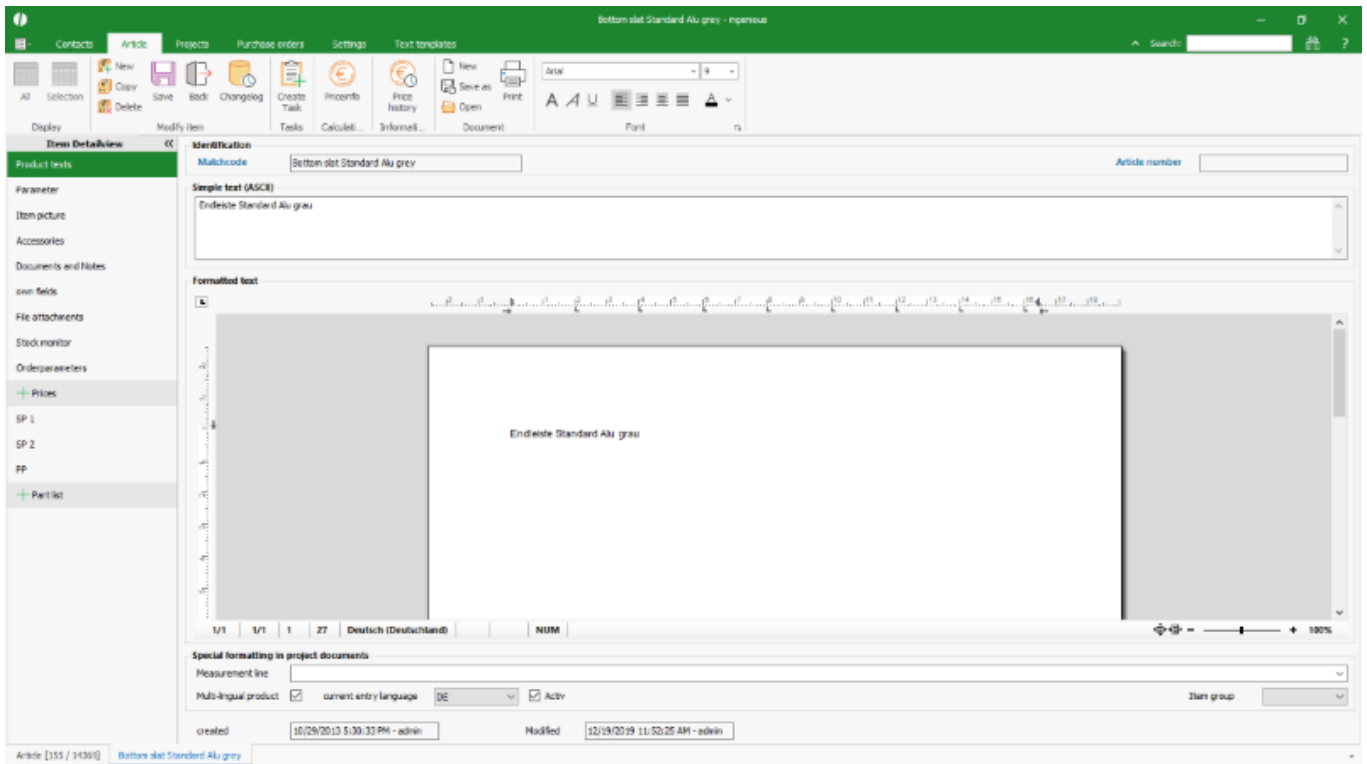 Bottom slat Standard Alu grey - ingenious
Contacts Article Projects Purchase orders Settings Text templates Search: ?
All Selection New Copy Delete Save Back Changelog Create Task Priceinfo Price history New Save as Open Print Arial 9 A A U A
Display Modify item Tasks Calculati... Informati... Document Font
Item Detailview
Product texts
Parameter
Item picture
Accessories
Documents and Notes
own fields
File attachments
Stock monitor
Orderparameters
Prices
SP 1
SP 2
PP
Part list
Identification
Matchcode Bottom slat Standard Alu grey Article number
Simple text (ASCII)
Endleiste Standard Alu grau
Formatted text
Endleiste Standard Alu grau
1/1 1/1 1 27 Deutsch (Deutschland) NUM 100%
Special formatting in project documents
Measurement line
Multi-lingual product current entry language DE Activ Item group
created 10/29/2013 5:30:33 PM - admin Modified 12/19/2019 11:52:25 AM - admin
Bottom slat Standard Alu grey